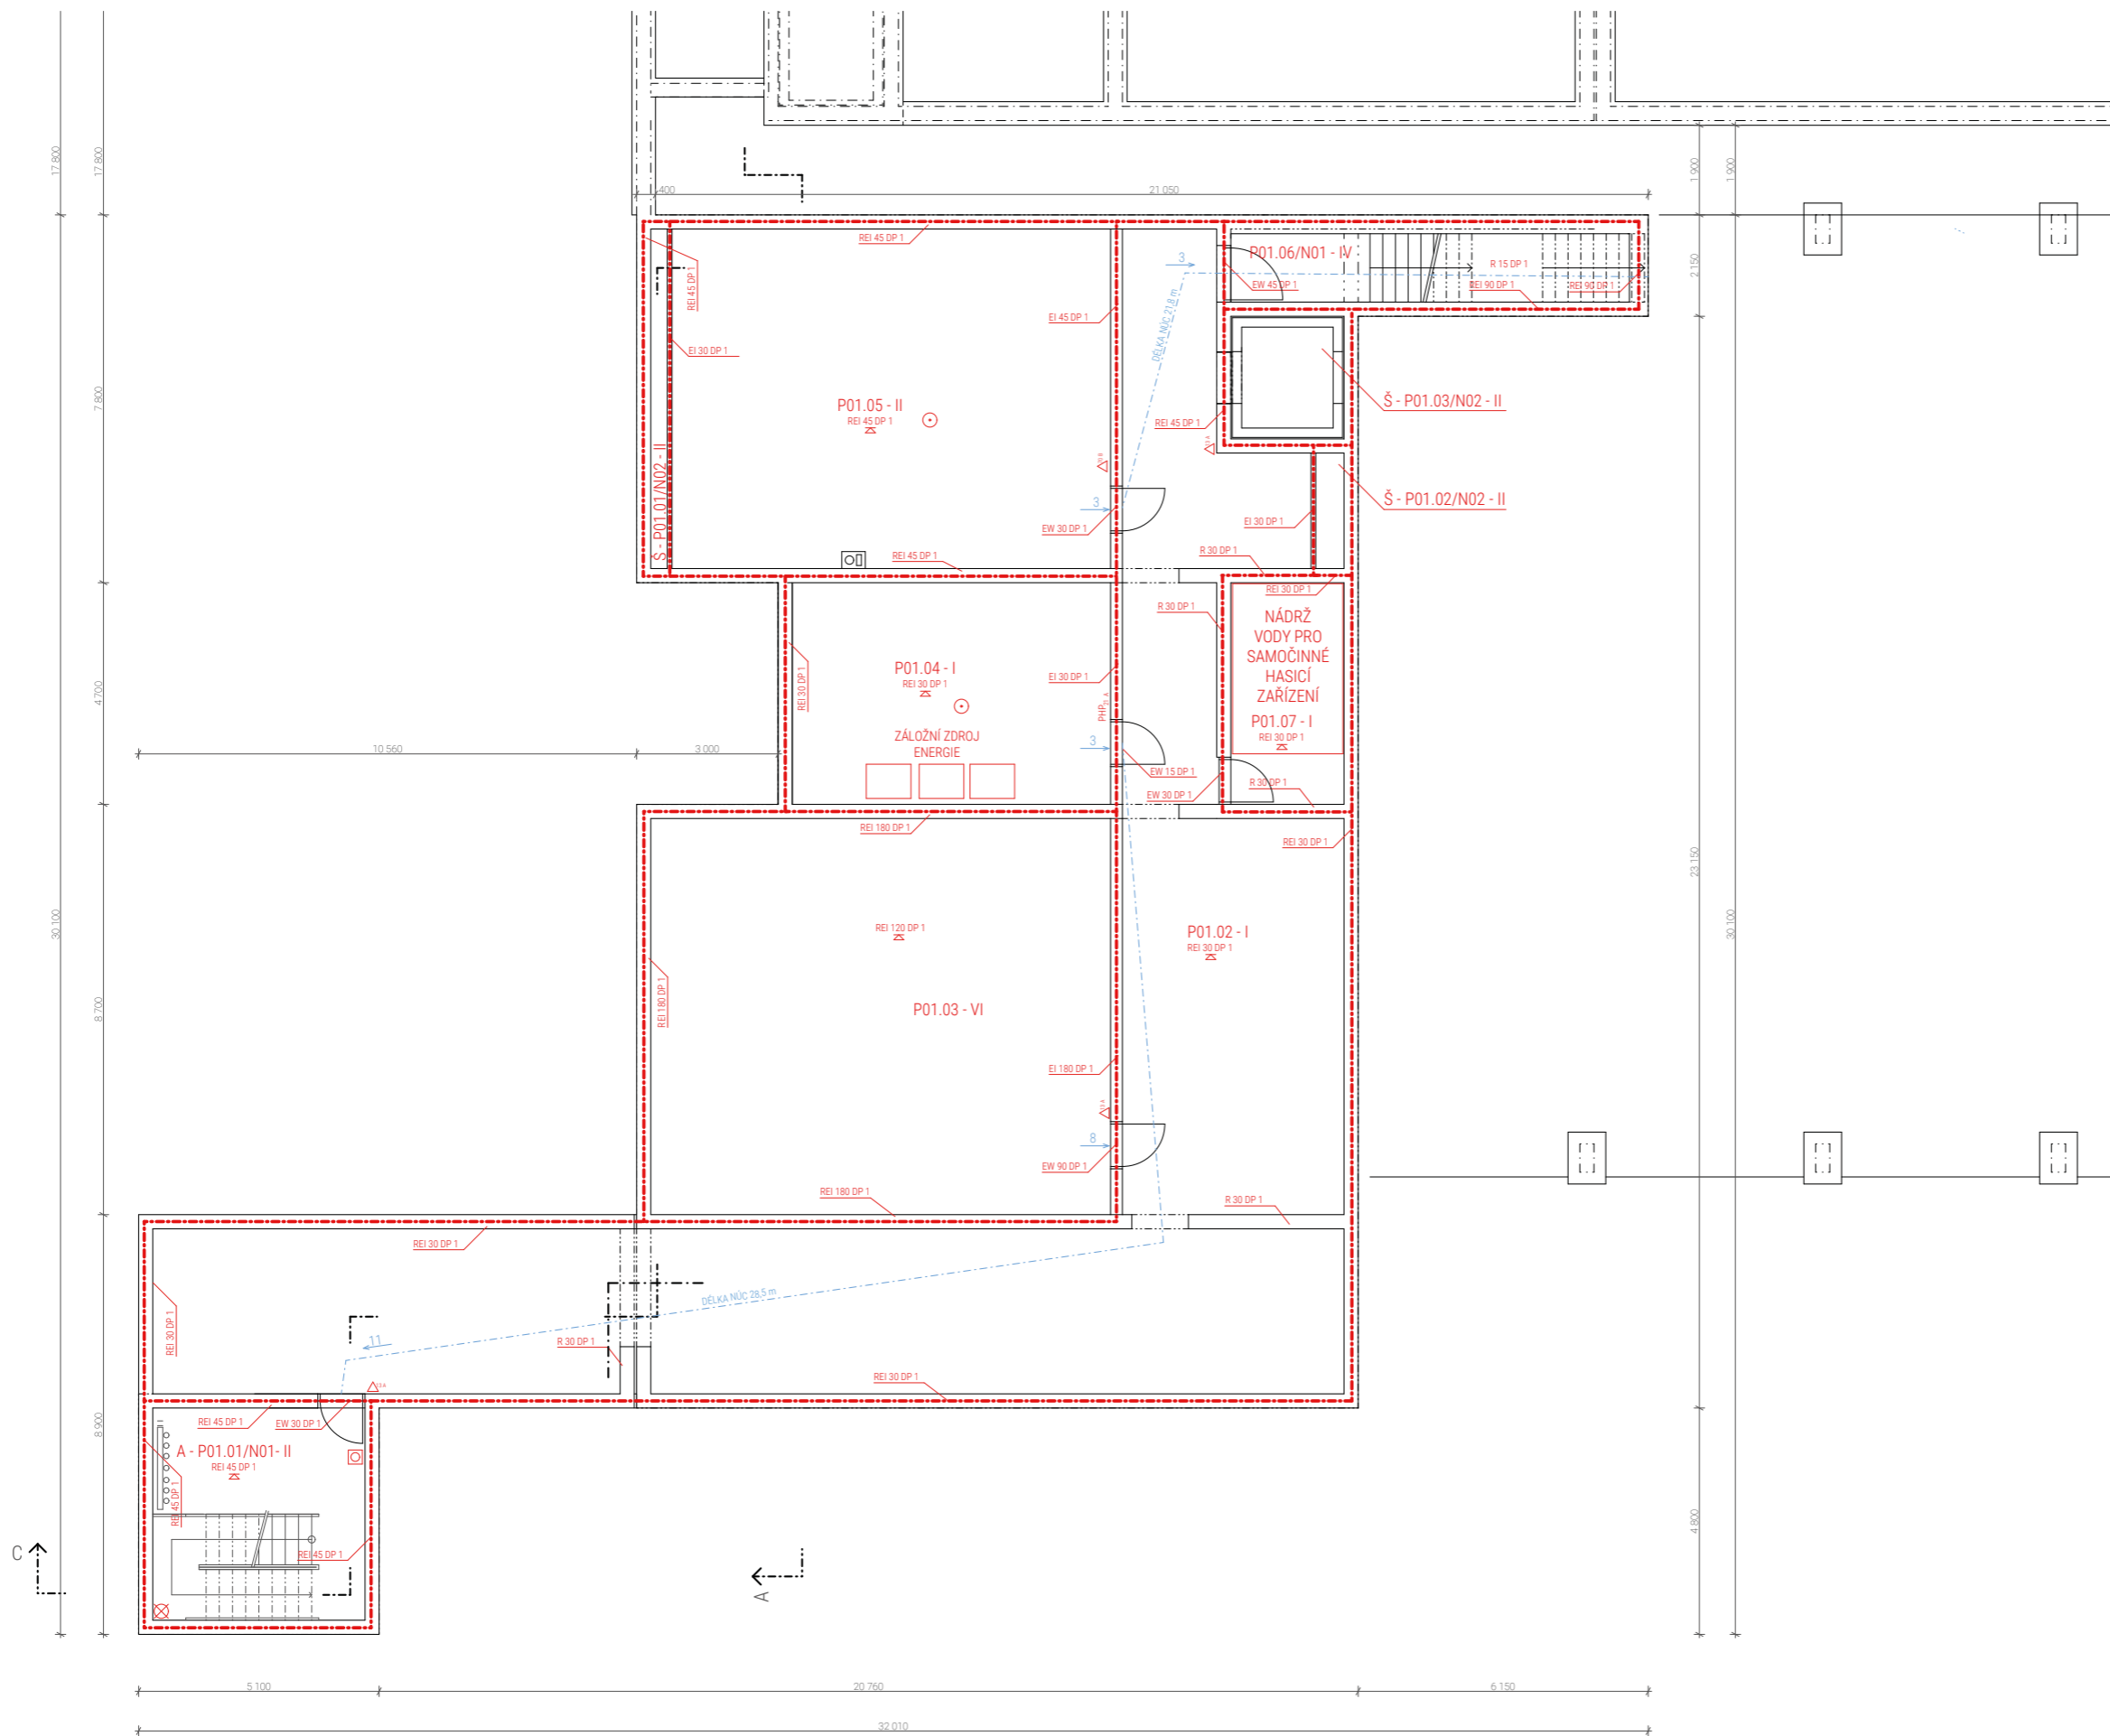 17 800
17 800
400
21 050
1 900
1 900
REI 45 DP 1
P01.06/N01 - IV
3
R 15 DP 1
EW 45 DP 1
REI 90 DP 1
REI 90 DP 1
2 150
REI 45 DP 1
EI 45 DP 1
DÉLKA NÚC 21,8 m
EI 30 DP 1
7 800
P01.05 - II
REI 45 DP 1
REI 45 DP 1
Š - P01.03/N02 - II
Š - P01.01/N02 - II
3
Š - P01.02/N02 - II
EW 30 DP 1
EI 30 DP 1
REI 45 DP 1
R 30 DP 1
REI 30 DP 1
R 30 DP 1
NÁDRŽ
VODY PRO
SAMOČINNÉ
HASICÍ
ZAŘÍZENÍ
P01.07 - I
REI 30 DP 1
4 700
REI 30 DP 1
P01.04 - I
REI 30 DP 1
EI 30 DP 1
PHP
ZÁLOŽNÍ ZDROJ
ENERGIE
3
10 560
3 000
EW 15 DP 1
EW 30 DP 1
R 30 DP 1
REI 180 DP 1
REI 30 DP 1
23 150
30 100
30 100
8 700
REI 120 DP 1
P01.02 - I
REI 30 DP 1
REI 180 DP 1
P01.03 - VI
EI 180 DP 1
8
EW 90 DP 1
REI 180 DP 1
R 30 DP 1
REI 30 DP 1
DÉLKA NÚC 28,5 m
REI 30 DP 1
11
R 30 DP 1
REI 30 DP 1
8 900
REI 45 DP 1
EW 30 DP 1
A - P01.01/N01- II
REI 45 DP 1
REI 45 DP 1
REI 45 DP 1
4 800
C
A
5 100
20 760
6 150
32 010